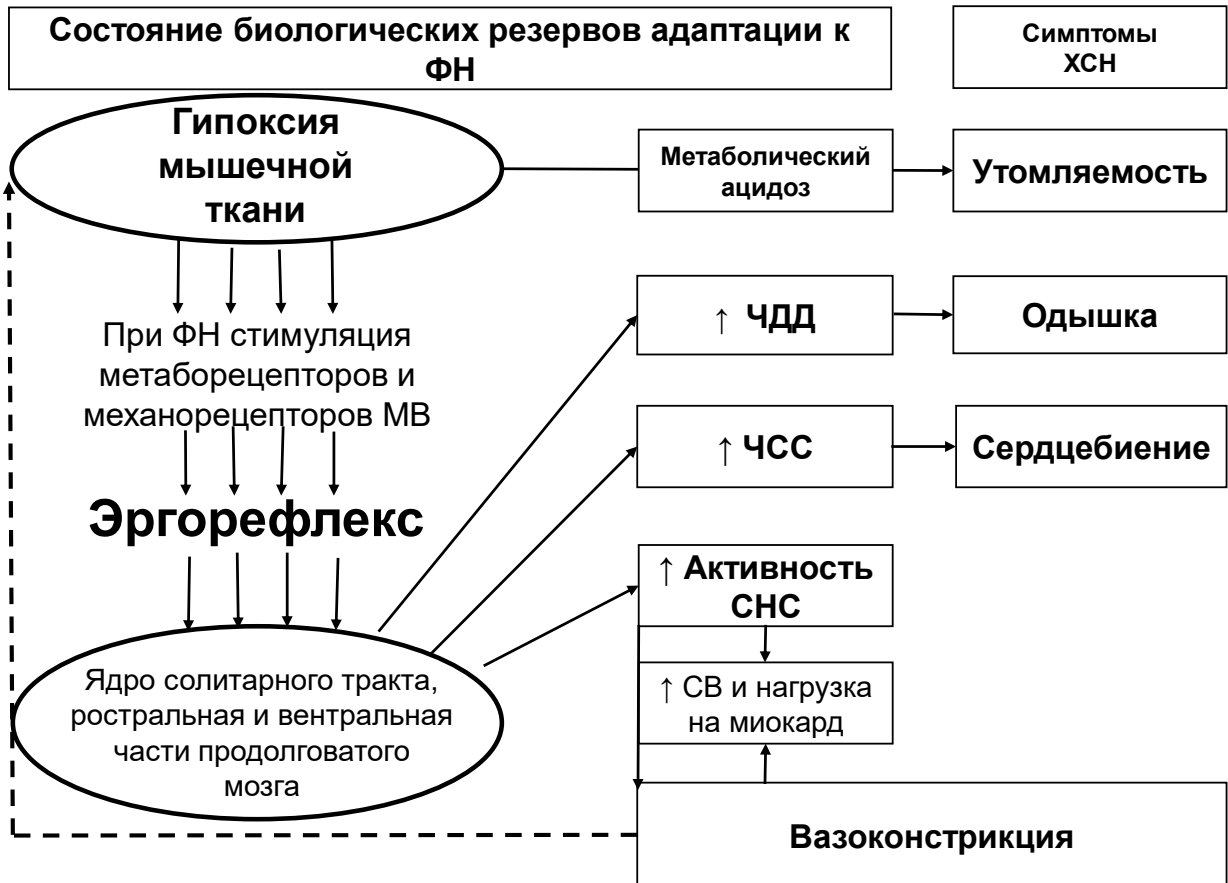 Состояние биологических резервов адаптации к
ФН
Симптомы
ХСН
Гипоксия
мышечной
ткани
Метаболический
ацидоз
Утомляемость
При ФН стимуляция
метаборецепторов и
механорецепторов МВ
↑ ЧДД
Одышка
↑ ЧСС
Сердцебиение
Эргорефлекс
↑ Активность
СНС
Ядро солитарного тракта,
ростральная и вентральная
части продолговатого
мозга
↑ СВ и нагрузка
на миокард
Вазоконстрикция